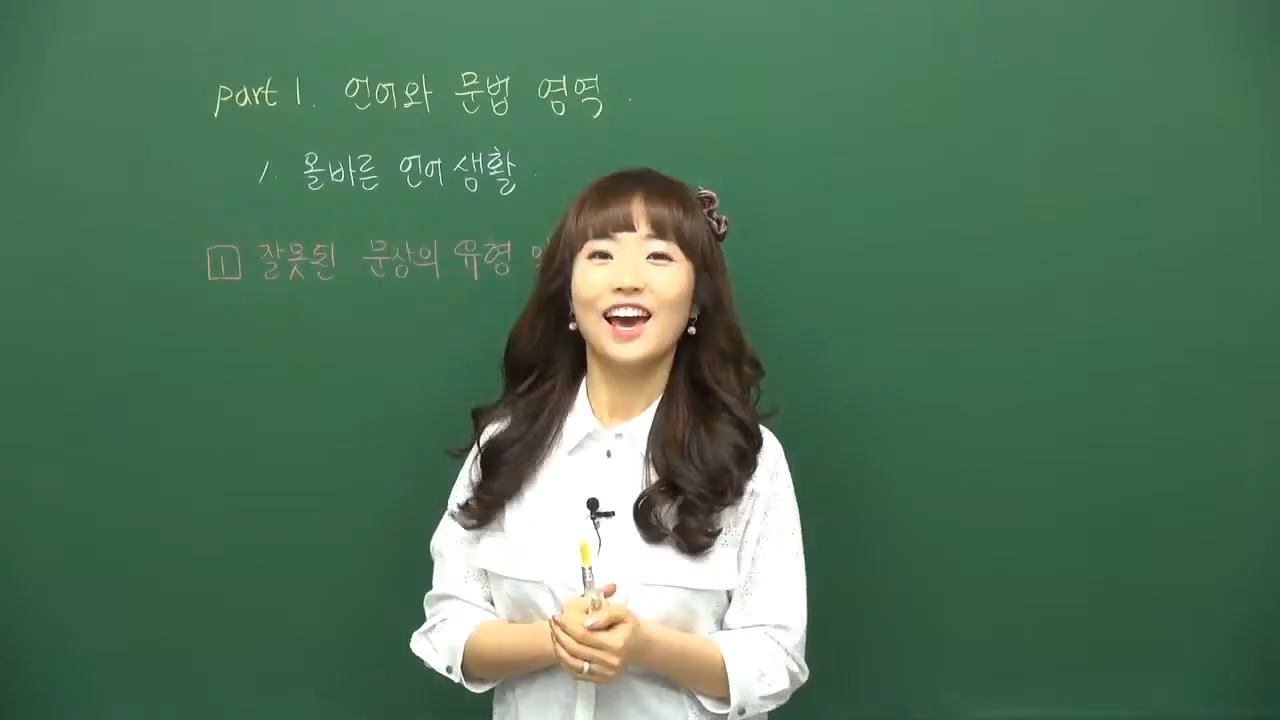 part 1. 언어와 문법 영역.
1. 올바른 언어생활.
1 잘못된 문장의 유형